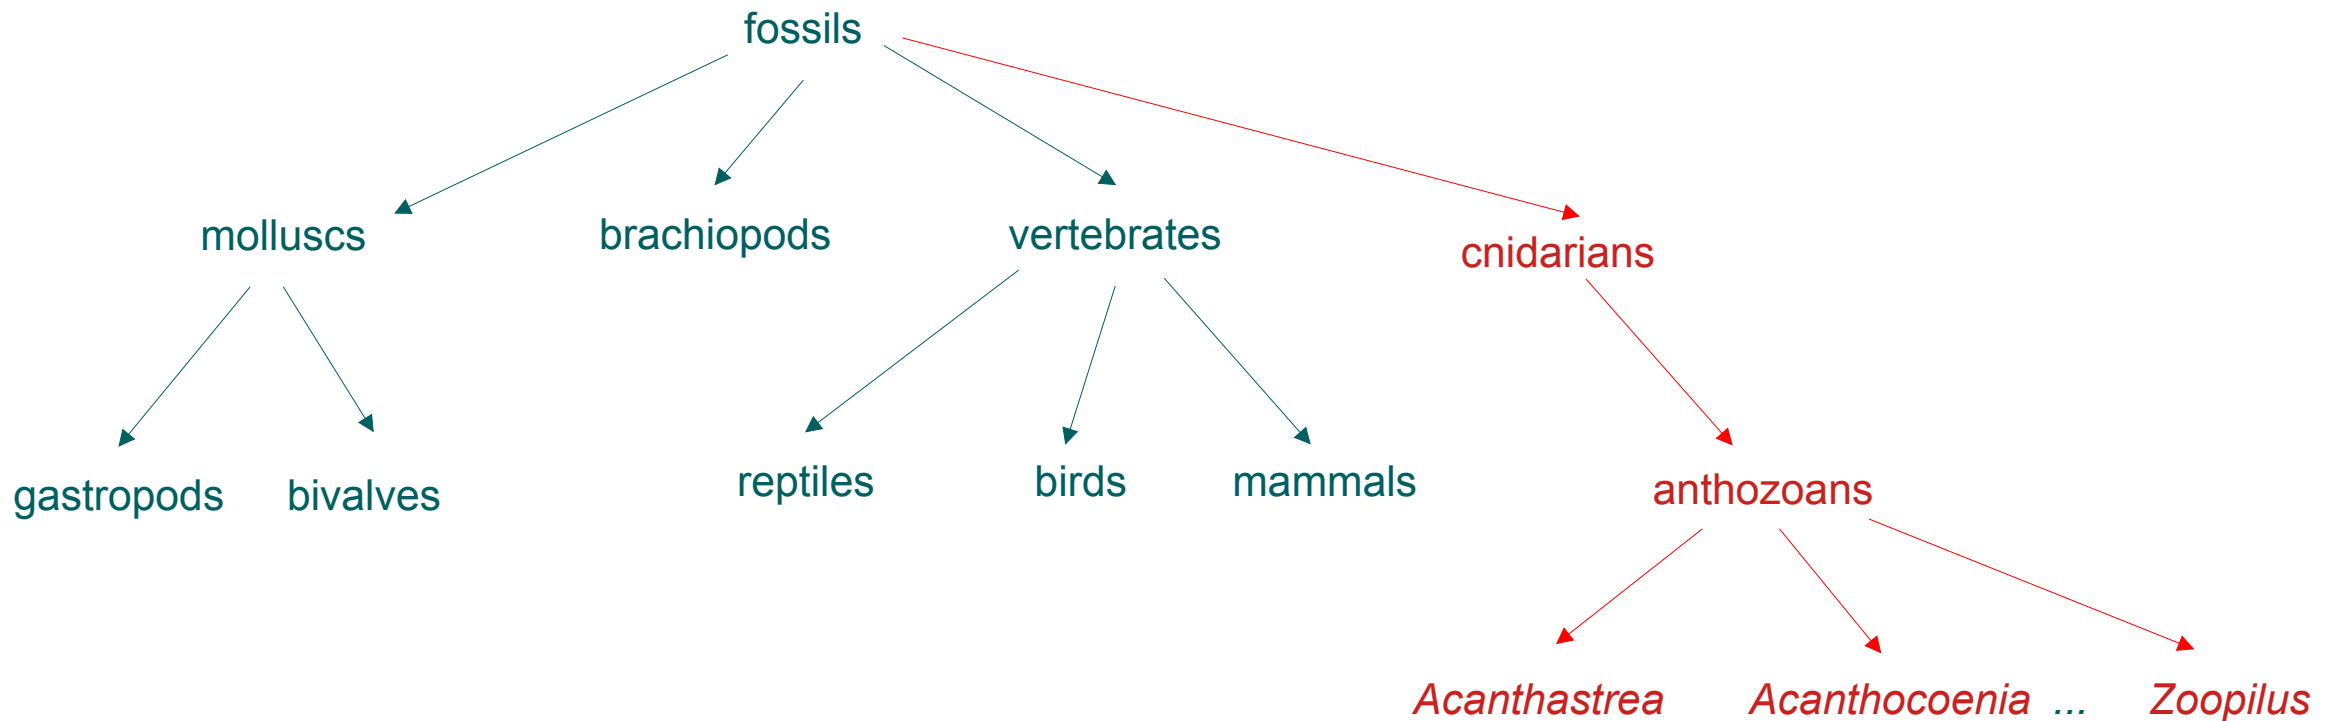 fossils
molluscs brachiopods vertebrates cnidarians
gastropods bivalves reptiles birds mammals anthozoans
Acanthastrea Acanthocoenia ... Zoopilus